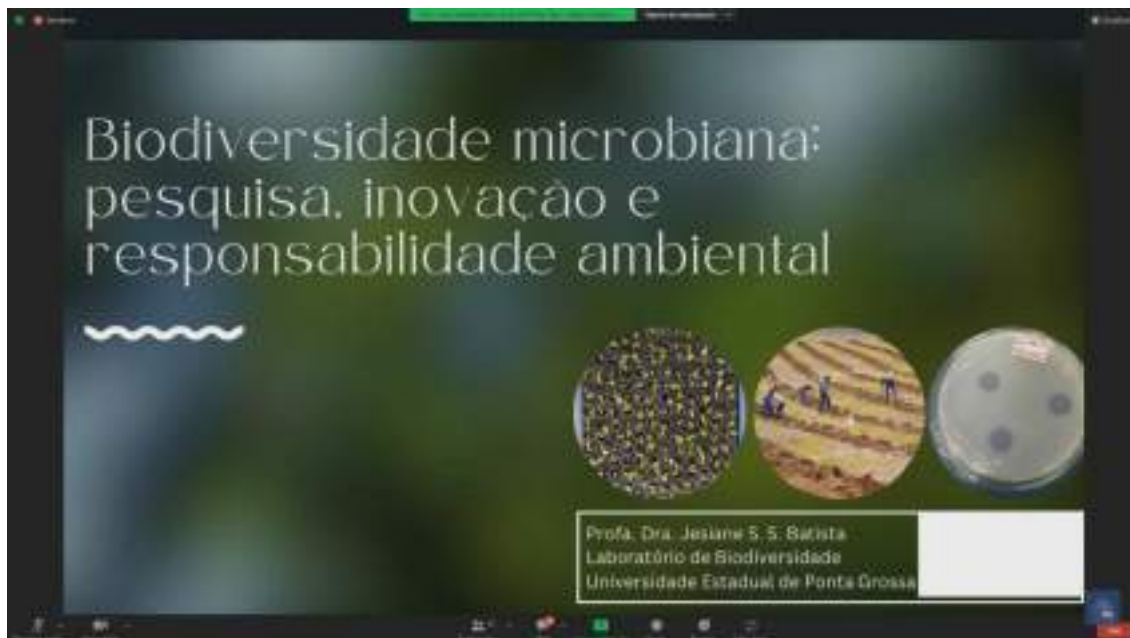 Biodiversidade microbiana:
pesquisa, inovação e
responsabilidade ambiental
Profa. Dra. Jesiane S. S. Batista
Laboratório de Biodiversidade
Universidade Estadual de Ponta Grossa